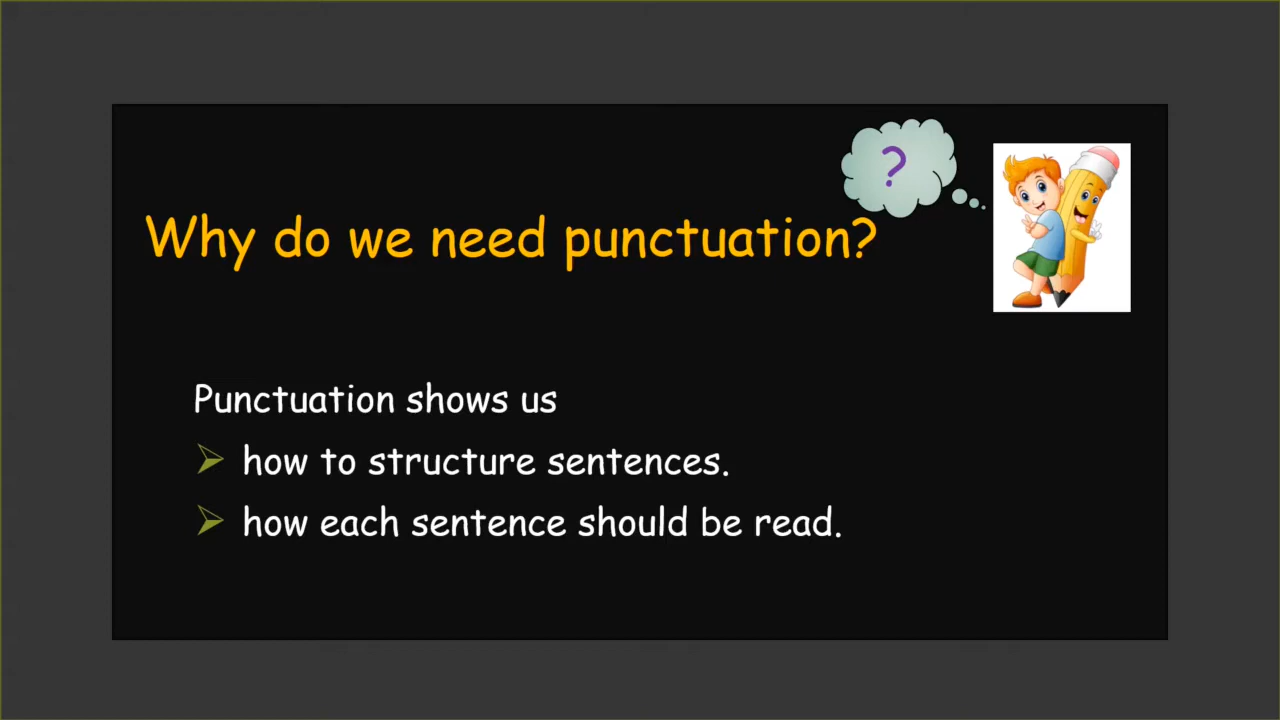 ?
Why do we need punctuation?
Punctuation shows us
how to structure sentences.
how each sentence should be read.